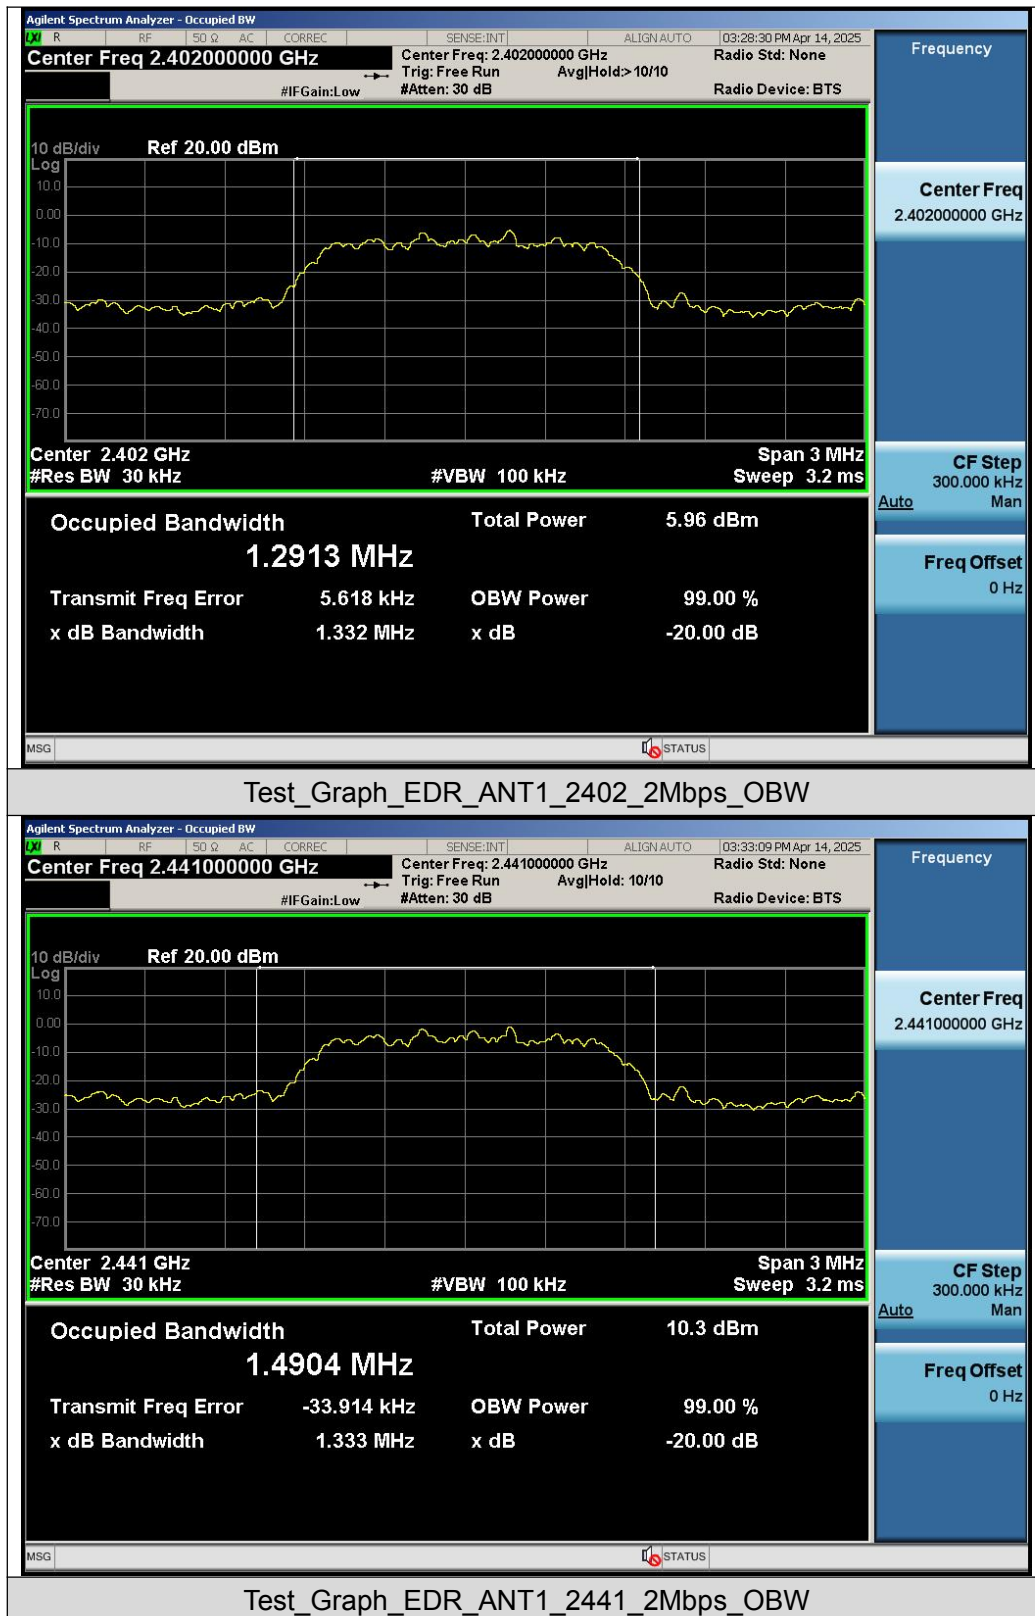 Agilent Spectrum Analyzer - Occupied BW
LXI R RF 50 Ω AC CORREC SENSE:INT ALIGN AUTO 03:28:30 PM Apr 14, 2025
Center Freq 2.402000000 GHz Center Freq: 2.402000000 GHz Radio Std: None Frequency
Trig: Free Run Avg|Hold:> 10/10
#IFGain:Low #Atten: 30 dB Radio Device: BTS
10 dB/div Ref 20.00 dBm
Log
10.0
0.00
-10.0
-20.0
-30.0
-40.0
-50.0
-60.0
-70.0
Center Freq
2.402000000 GHz
Center 2.402 GHz Span 3 MHz
#Res BW 30 kHz #VBW 100 kHz Sweep 3.2 ms
CF Step
300.000 kHz
Auto Man
Occupied Bandwidth Total Power 5.96 dBm
1.2913 MHz
Transmit Freq Error 5.618 kHz OBW Power 99.00 %
x dB Bandwidth 1.332 MHz x dB -20.00 dB
Freq Offset
0 Hz
MSG STATUS
Test_Graph_EDR_ANT1_2402_2Mbps_OBW
Agilent Spectrum Analyzer - Occupied BW
LXI R RF 50 Ω AC CORREC SENSE:INT ALIGN AUTO 03:33:09 PM Apr 14, 2025
Center Freq 2.441000000 GHz Center Freq: 2.441000000 GHz Radio Std: None Frequency
Trig: Free Run Avg|Hold: 10/10
#IFGain:Low #Atten: 30 dB Radio Device: BTS
10 dB/div Ref 20.00 dBm
Log
10.0
0.00
-10.0
-20.0
-30.0
-40.0
-50.0
-60.0
-70.0
Center Freq
2.441000000 GHz
Center 2.441 GHz Span 3 MHz
#Res BW 30 kHz #VBW 100 kHz Sweep 3.2 ms
CF Step
300.000 kHz
Auto Man
Occupied Bandwidth Total Power 10.3 dBm
1.4904 MHz
Transmit Freq Error -33.914 kHz OBW Power 99.00 %
x dB Bandwidth 1.333 MHz x dB -20.00 dB
Freq Offset
0 Hz
MSG STATUS
Test_Graph_EDR_ANT1_2441_2Mbps_OBW